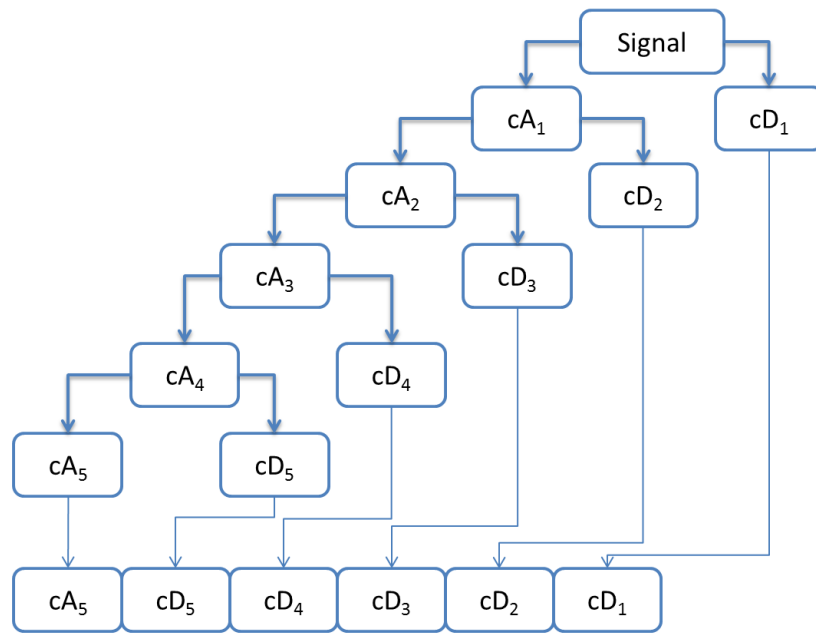 Signal
cA₁ cD₁
cA₂ cD₂
cA₃ cD₃
cA₄ cD₄
cA₅ cD₅
cA₅ cD₅ cD₄ cD₃ cD₂ cD₁